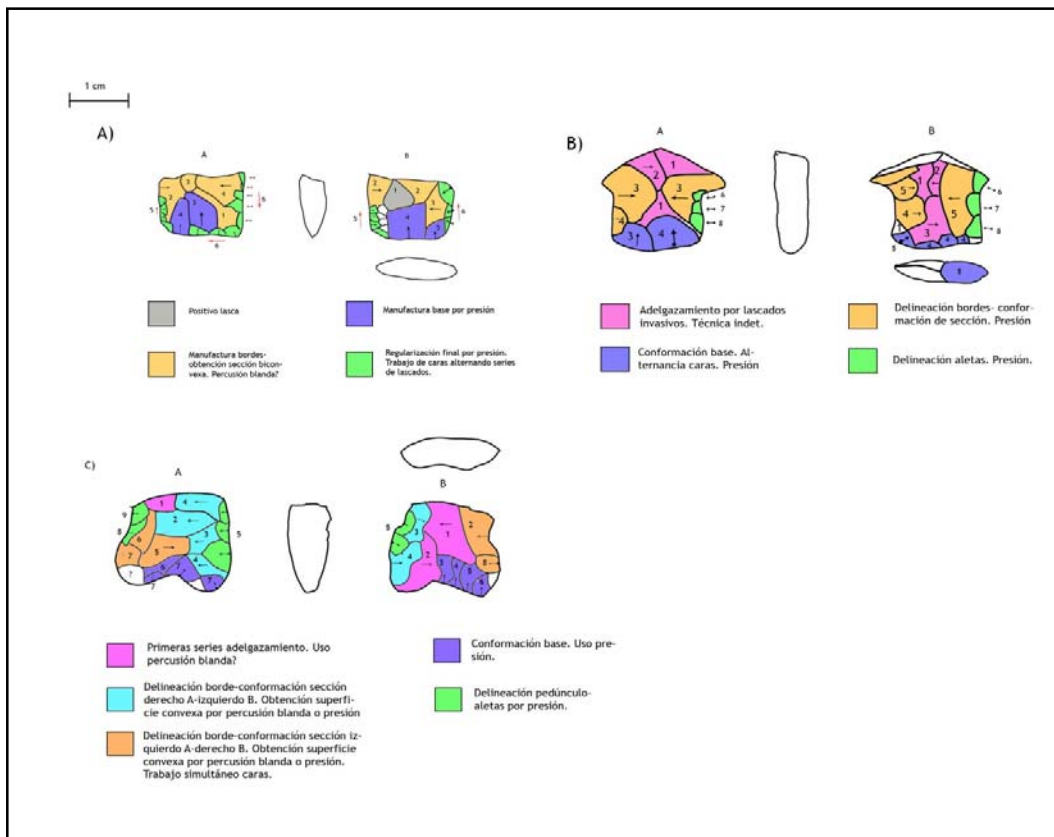 1 cm
A)
A
B
Positivo lasca
Manufactura base por presión
Manufactura bordes-
obtención sección bicon-
vexa. Percusión blanda?
Regularización final por presión.
Trabajo de caras alternando series
de lascados.
B)
A
B
Adelgazamiento por lascados
invasivos. Técnica indet.
Delineación bordes- confor-
mación de sección. Presión
Conformación base. Al-
ternancia caras. Presión
Delineación aletas. Presión.
C)
A
B
Primeras series adelgazamiento. Uso
percusión blanda?
Conformación base. Uso pre-
sión.
Delineación borde-conformación sección
derecho A-izquierdo B. Obtención superfi-
cie convexa por percusión blanda o presión
Delineación pedúnculo-
aletas por presión.
Delineación borde-conformación sección iz-
quierdo A-derecho B. Obtención superficie
convexa por percusión blanda o presión.
Trabajo simultáneo caras.